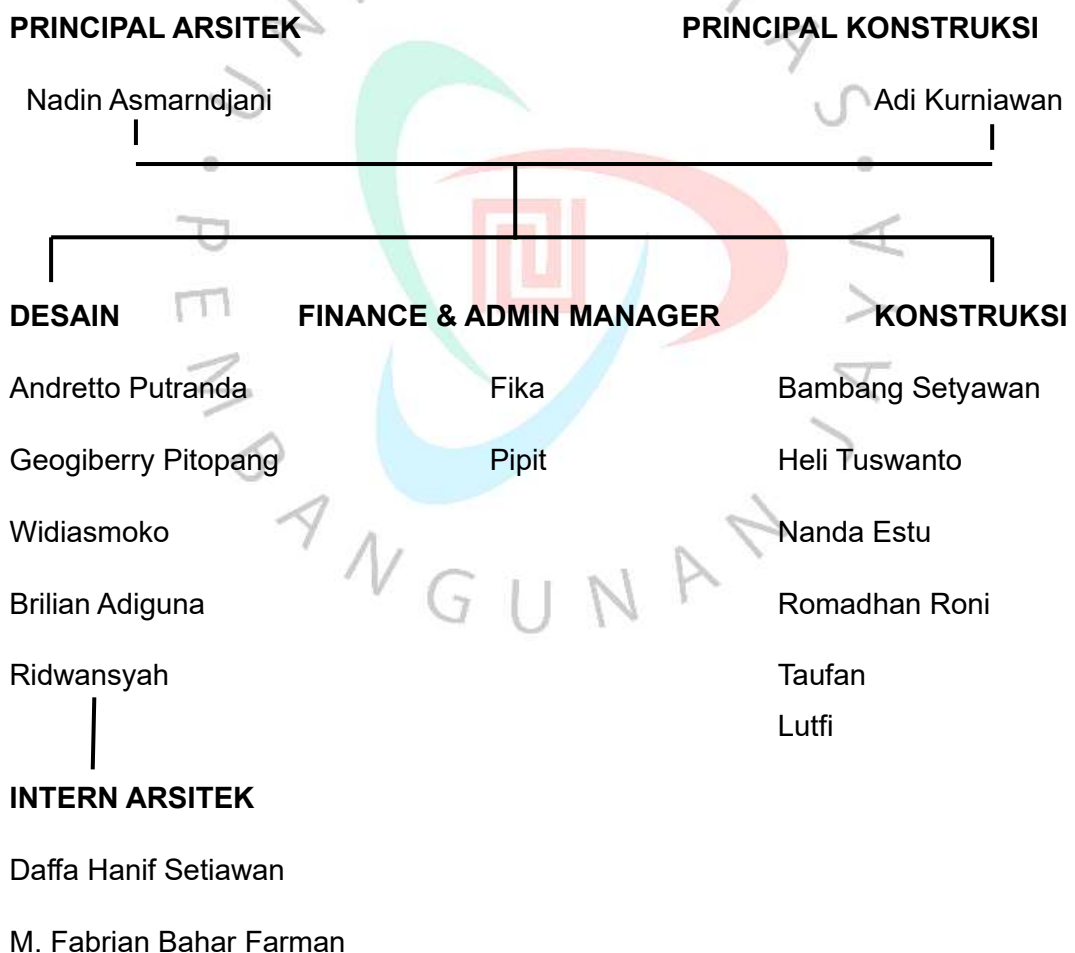 PRINCIPAL ARSITEK PRINCIPAL KONSTRUKSI
Nadin Asmarndjani Adi Kurniawan
DESAIN FINANCE & ADMIN MANAGER KONSTRUKSI
Andretto Putranda Fika Bambang Setyawan
Geogiberry Pitopang Pipit Heli Tuswanto
Widiasmoko Nanda Estu
Brilian Adiguna Romadhan Roni
Ridwansyah Taufan
Lutfi
INTERN ARSITEK
Daffa Hanif Setiawan
M. Fabrian Bahar Farman
PEMBANGUNAN JAYA